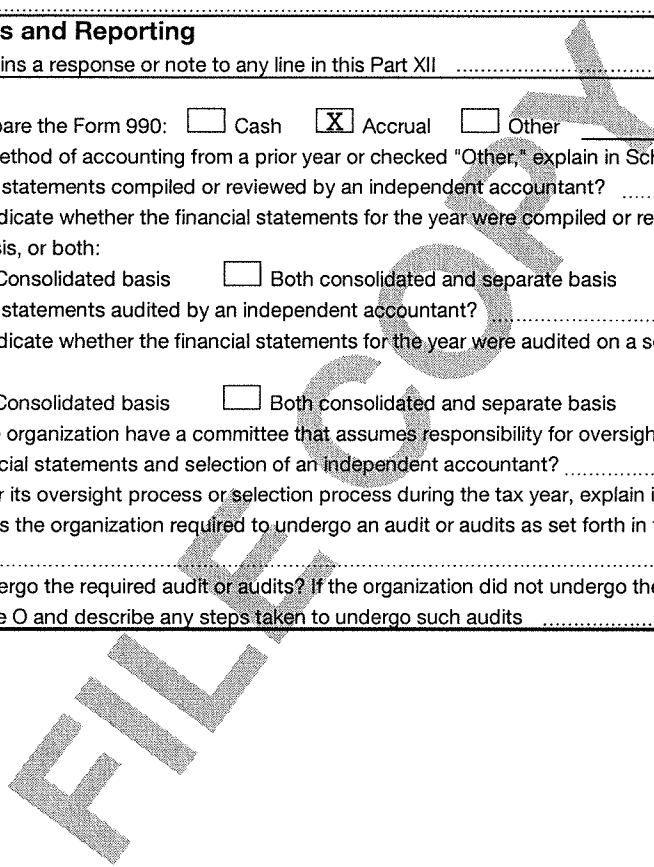 s and Reporting
ins a response or note to any line in this Part XII
pare the Form 990: Cash X Accrual Other
ethod of accounting from a prior year or checked "Other," explain in Sch
statements compiled or reviewed by an independent accountant?
dicate whether the financial statements for the year were compiled or re
sis, or both:
Consolidated basis Both consolidated and separate basis
statements audited by an independent accountant?
dicate whether the financial statements for the year were audited on a se
Consolidated basis Both consolidated and separate basis
organization have a committee that assumes responsibility for oversigh
cial statements and selection of an independent accountant?
r its oversight process or selection process during the tax year, explain i
s the organization required to undergo an audit or audits as set forth in
ergo the required audit or audits? If the organization did not undergo the
e O and describe any steps taken to undergo such audits
FILE COPY